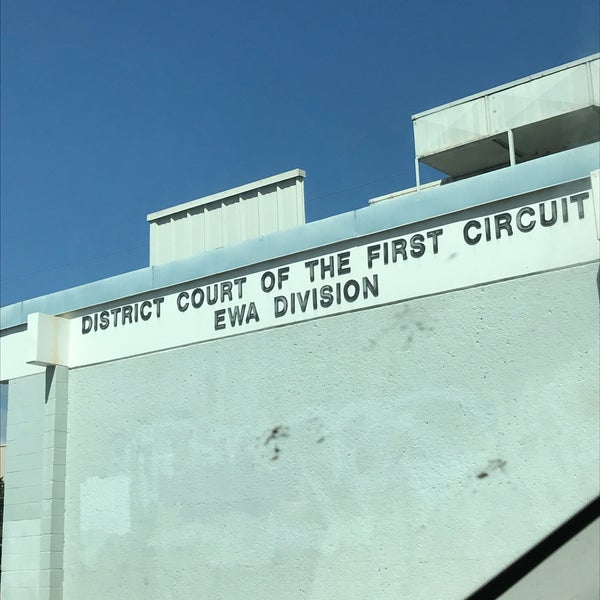 DISTRICT COURT OF THE FIRST CIRCUIT
EWA DIVISION